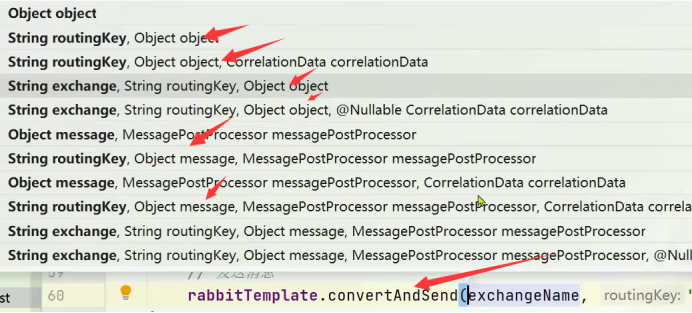 Object object
String routingKey, Object object
String routingKey, Object object, CorrelationData correlationData
String exchange, String routingKey, Object object
String exchange, String routingKey, Object object, @Nullable CorrelationData correlationData
Object message, MessagePostProcessor messagePostProcessor
String routingKey, Object message, MessagePostProcessor messagePostProcessor
Object message, MessagePostProcessor messagePostProcessor, CorrelationData correlationData
String routingKey, Object message, MessagePostProcessor messagePostProcessor, CorrelationData correla
String exchange, String routingKey, Object message, MessagePostProcessor messagePostProcessor
String exchange, String routingKey, Object message, MessagePostProcessor messagePostProcessor, @Null
59 // 发送消息
st 60 rabbitTemplate.convertAndSend(exchangeName, routingKey: "